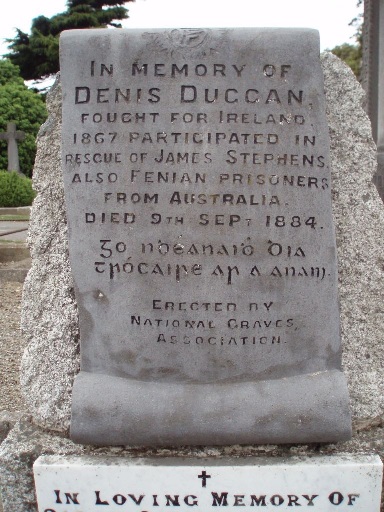 IN MEMORY OF
DENIS DUGGAN,
FOUGHT FOR IRELAND
1867 PARTICIPATED IN
RESCUE OF JAMES STEPHENS,
ALSO FENIAN PRISONERS
FROM AUSTRALIA.
DIED 9TH SEPT 1884.
Go ndéanaiḋ Dia
trócaire ar a anam.
ERECTED BY
NATIONAL GRAVES
ASSOCIATION.
IN LOVING MEMORY OF